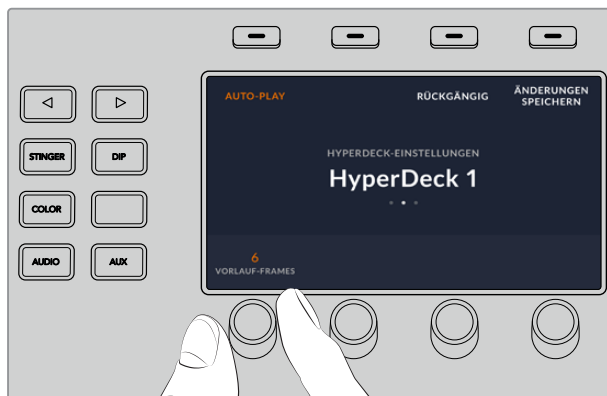 AUTO-PLAY
RÜCKGÄNGIG
ÄNDERUNGEN
SPEICHERN
STINGER
DIP
HYPERDECK-EINSTELLUNGEN
HyperDeck 1
COLOR
AUDIO
AUX
6
VORLAUF-FRAMES